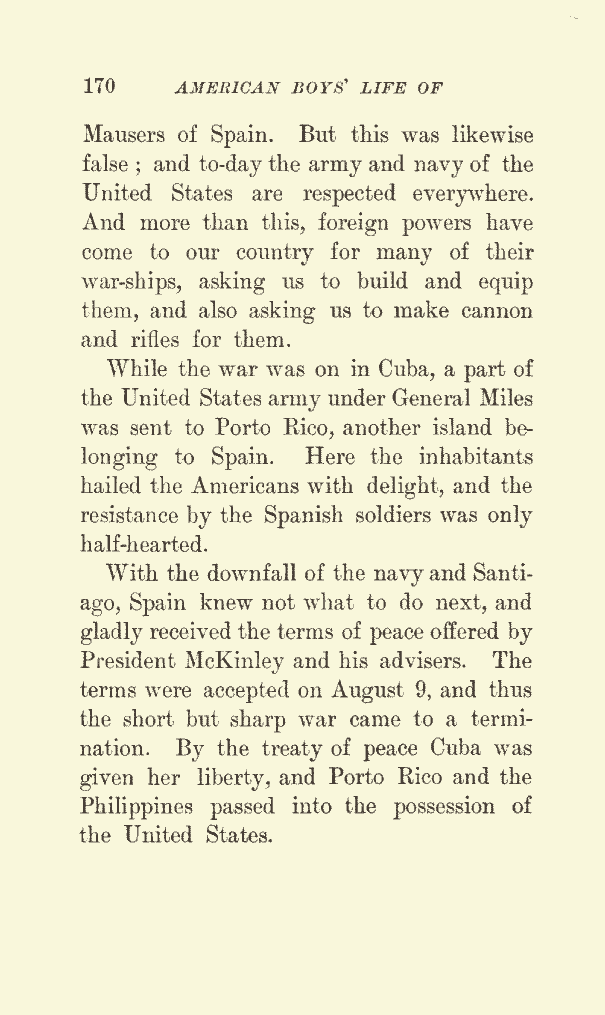 170 AMERICAN BOYS' LIFE OF
Mausers of Spain. But this was likewise
false ; and to-day the army and navy of the
United States are respected everywhere.
And more than this, foreign powers have
come to our country for many of their
war-ships, asking us to build and equip
them, and also asking us to make cannon
and rifles for them.
While the war was on in Cuba, a part of
the United States army under General Miles
was sent to Porto Rico, another island be-
longing to Spain. Here the inhabitants
hailed the Americans with delight, and the
resistance by the Spanish soldiers was only
half-hearted.
With the downfall of the navy and Santi-
ago, Spain knew not what to do next, and
gladly received the terms of peace offered by
President McKinley and his advisers. The
terms were accepted on August 9, and thus
the short but sharp war came to a termi-
nation. By the treaty of peace Cuba was
given her liberty, and Porto Rico and the
Philippines passed into the possession of
the United States.